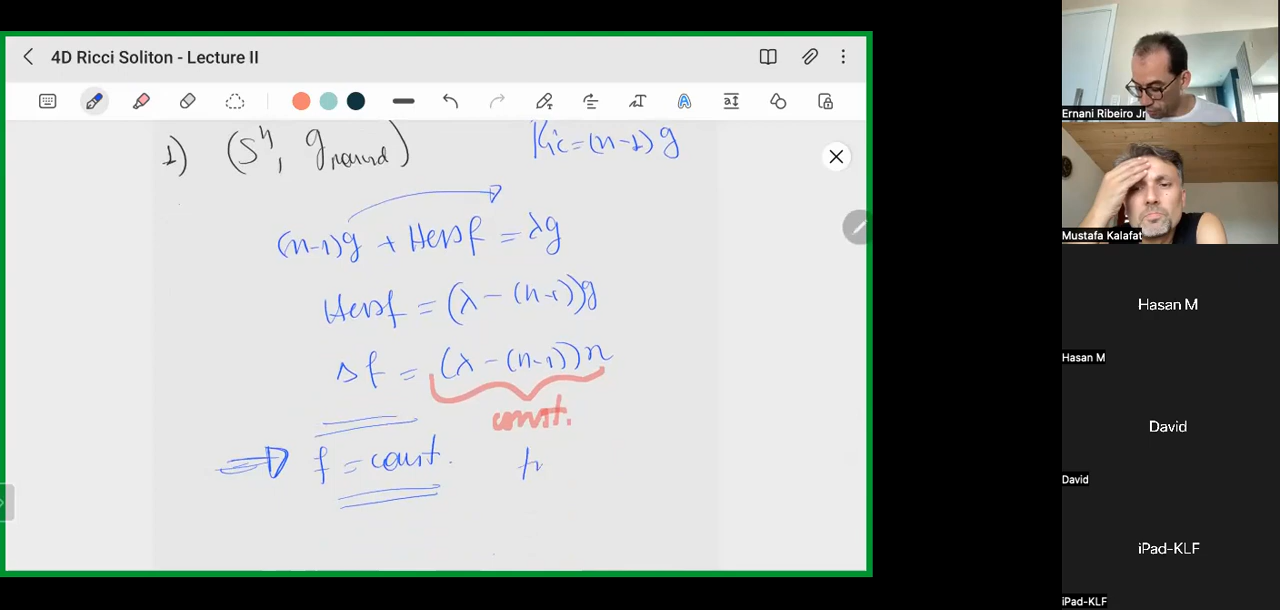 4D Ricci Soliton - Lecture II
1) (Sⁿ, g_round) Ric = (n-1)g
(n-1)g + Hess f = λg
Hess f = (λ - (n-1))g
Δf = (λ - (n-1))n
const.
⇒ f = const.
Ernani Ribeiro Jr
Mustafa Kalafat
Hasan M
Hasan M
David
David
iPad-KLF
iPad-KLF